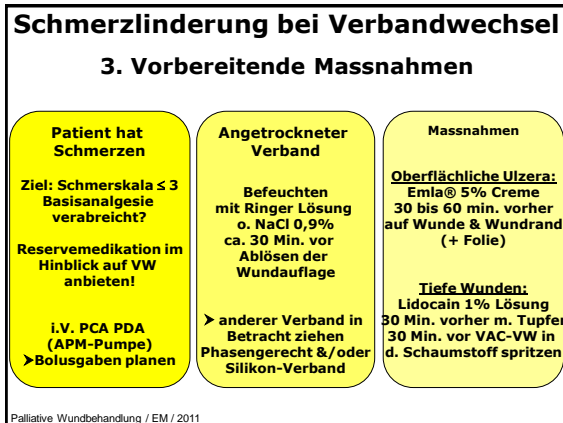 Schmerzlinderung bei Verbandwechsel
3. Vorbereitende Massnahmen
Patient hat
Schmerzen
Ziel: Schmerskala ≤ 3
Basisanalgesie
verabreicht?
Reservemedikation im
Hinblick auf VW
anbieten!
i.V. PCA PDA
(APM-Pumpe)
➤Bolusgaben planen
Angetrockneter
Verband
Befeuchten
mit Ringer Lösung
o. NaCl 0,9%
ca. 30 Min. vor
Ablösen der
Wundauflage
➤ anderer Verband in
Betracht ziehen
Phasengerecht &/oder
Silikon-Verband
Massnahmen
Oberflächliche Ulzera:
Emla® 5% Creme
30 bis 60 min. vorher
auf Wunde & Wundrand
(+ Folie)
Tiefe Wunden:
Lidocain 1% Lösung
30 Min. vorher m. Tupfer
30 Min. vor VAC-VW in
d. Schaumstoff spritzen
Palliative Wundbehandlung / EM / 2011